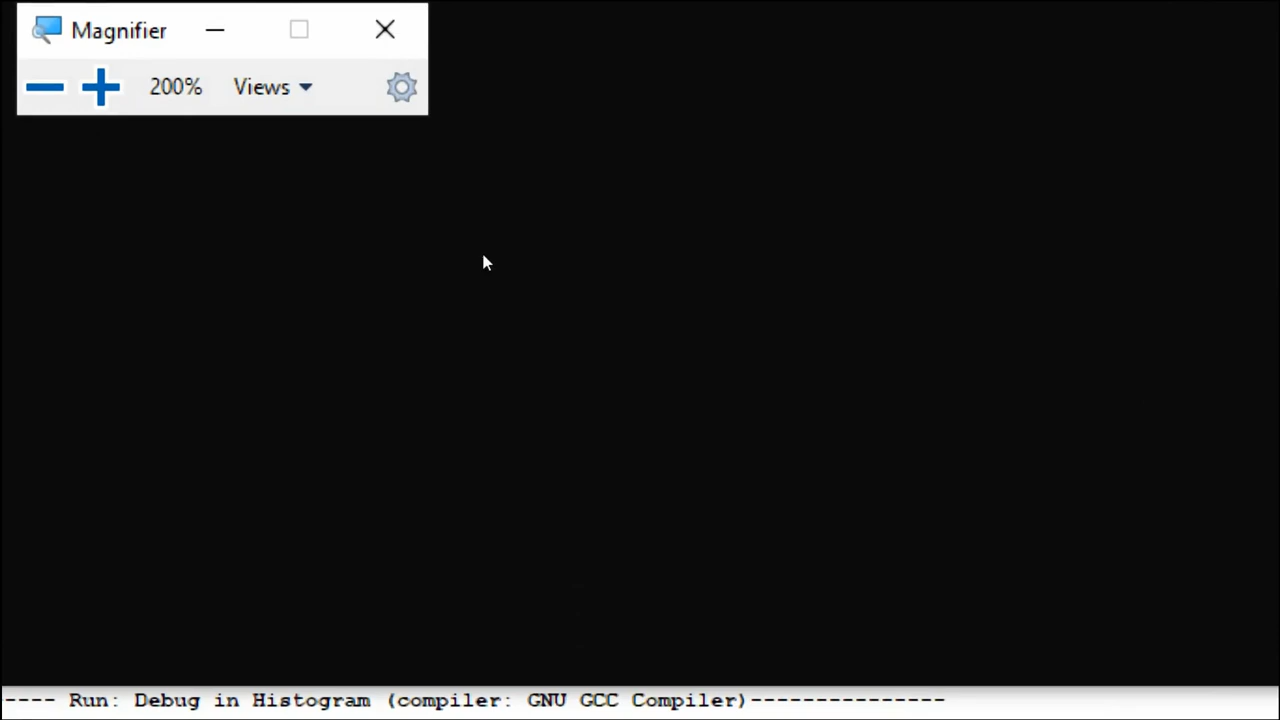 Magnifier
200% Views
---- Run: Debug in Histogram (compiler: GNU GCC Compiler)---------------